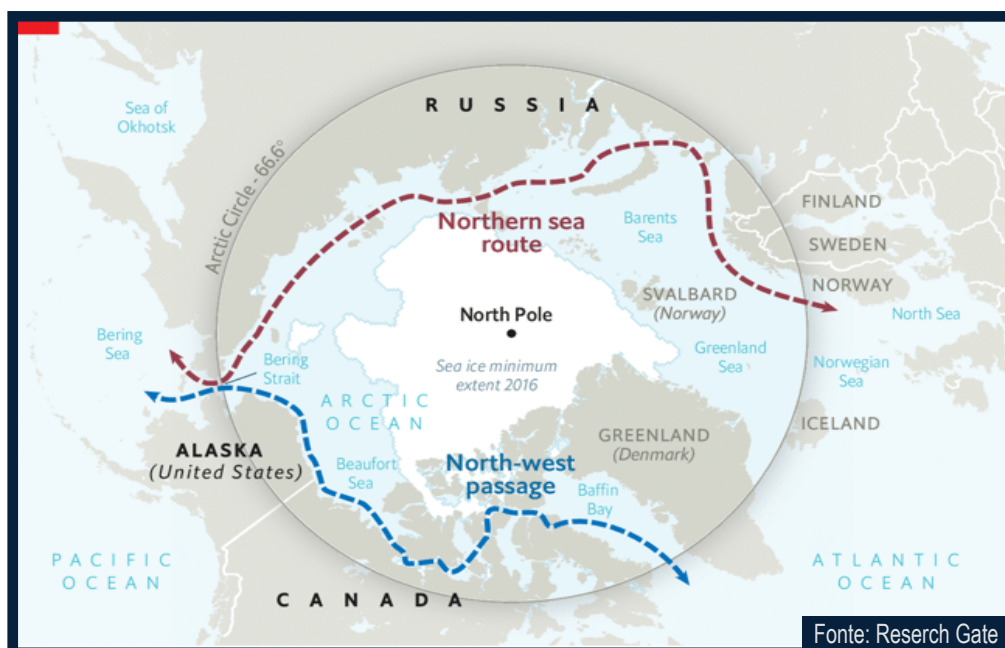 RUSSIA
Sea of
Okhotsk
Arctic Circle - 66.6°
Northern sea
route
Barents
Sea
FINLAND
SWEDEN
NORWAY
SVALBARD
(Norway)
North Pole
North Sea
Bering
Sea
Bering
Strait
Sea ice minimum
extent 2016
Greenland
Sea
Norwegian
Sea
ARCTIC
OCEAN
ICELAND
GREENLAND
(Denmark)
ALASKA
(United States)
Beaufort
Sea
North-west
passage
Baffin
Bay
PACIFIC
OCEAN
ATLANTIC
OCEAN
CANADA
Fonte: Reserch Gate